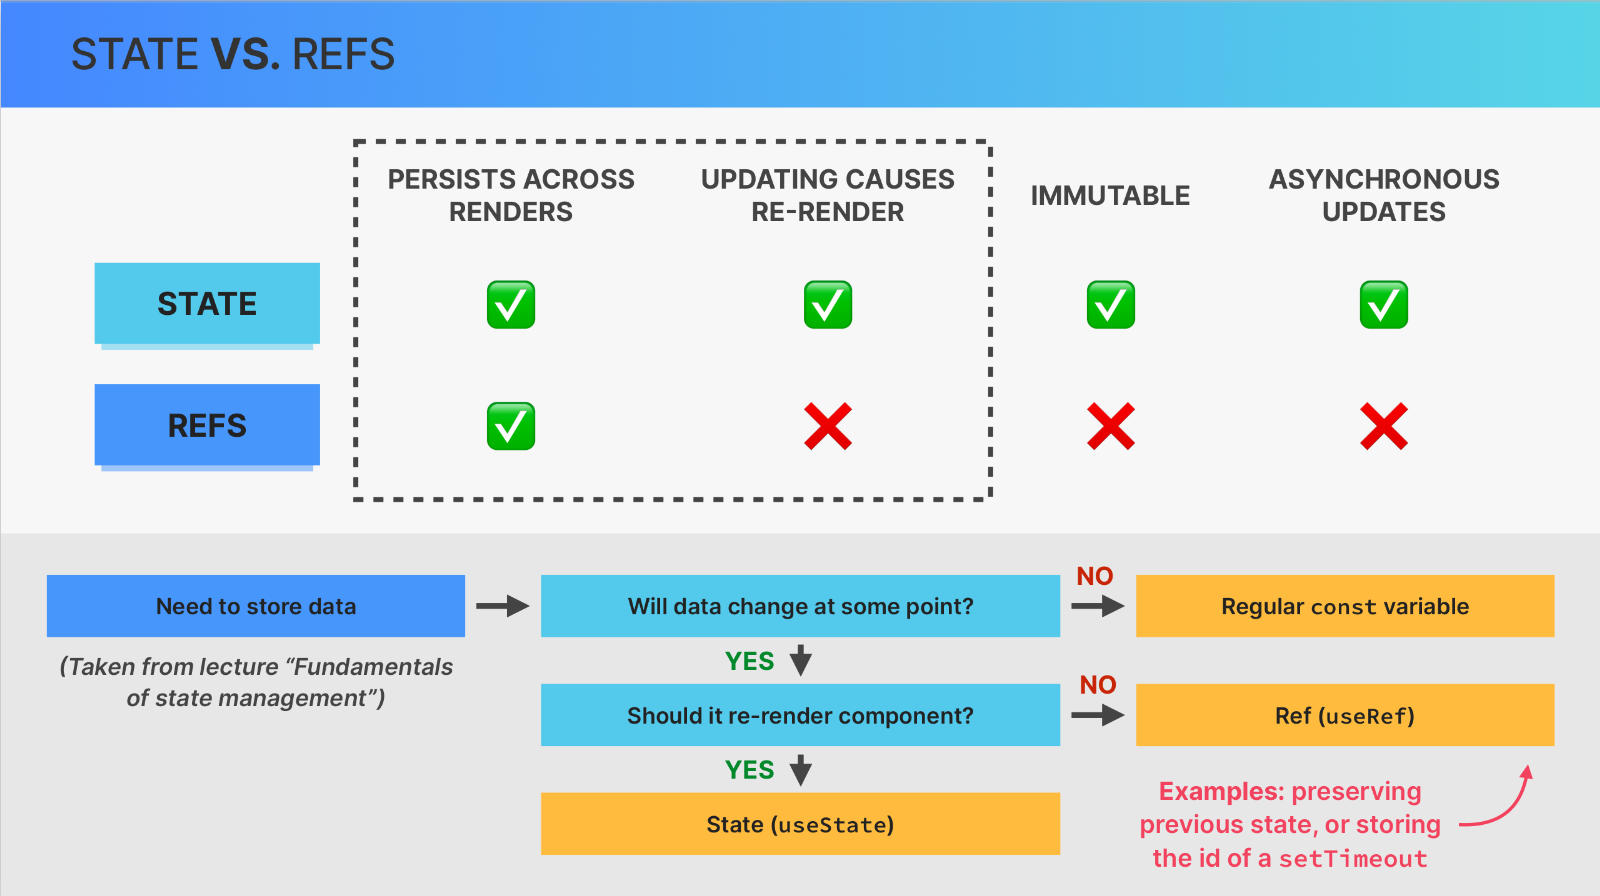 STATE VS. REFS
PERSISTS ACROSS
RENDERS
UPDATING CAUSES
RE-RENDER
IMMUTABLE
ASYNCHRONOUS
UPDATES
STATE
REFS
Need to store data
(Taken from lecture “Fundamentals
of state management”)
Will data change at some point?
NO
Regular const variable
YES
Should it re-render component?
NO
Ref (useRef)
YES
State (useState)
Examples: preserving
previous state, or storing
the id of a setTimeout